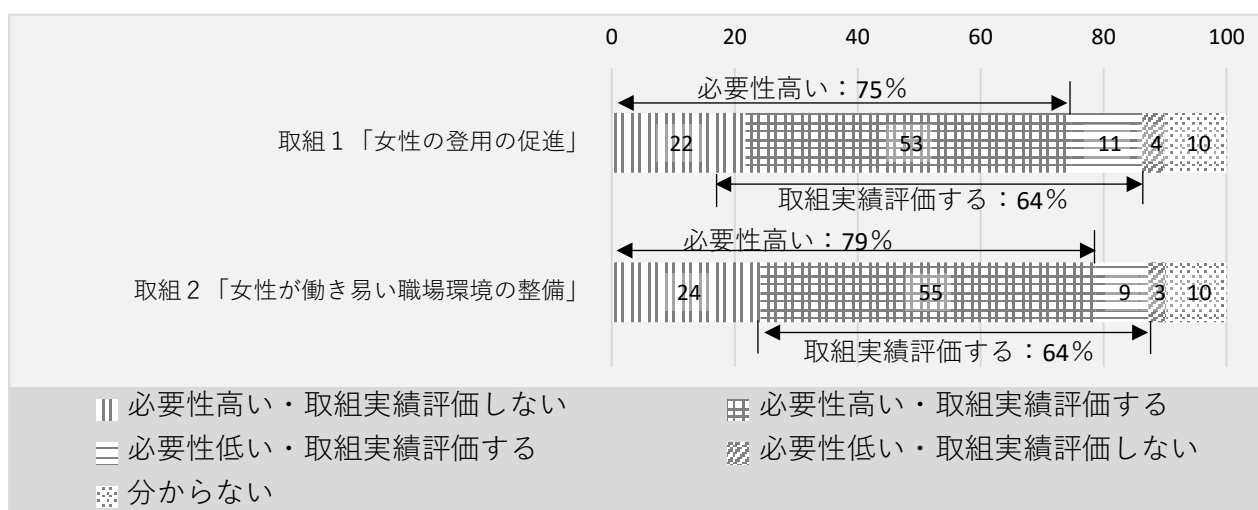 0 20 40 60 80 100
必要性高い：75％
取組１「女性の登用の促進」 22 53 11 4 10
取組実績評価する：64％
必要性高い：79％
取組２「女性が働き易い職場環境の整備」 24 55 9 3 10
取組実績評価する：64％
必要性高い・取組実績評価しない 必要性高い・取組実績評価する
必要性低い・取組実績評価する 必要性低い・取組実績評価しない
分からない